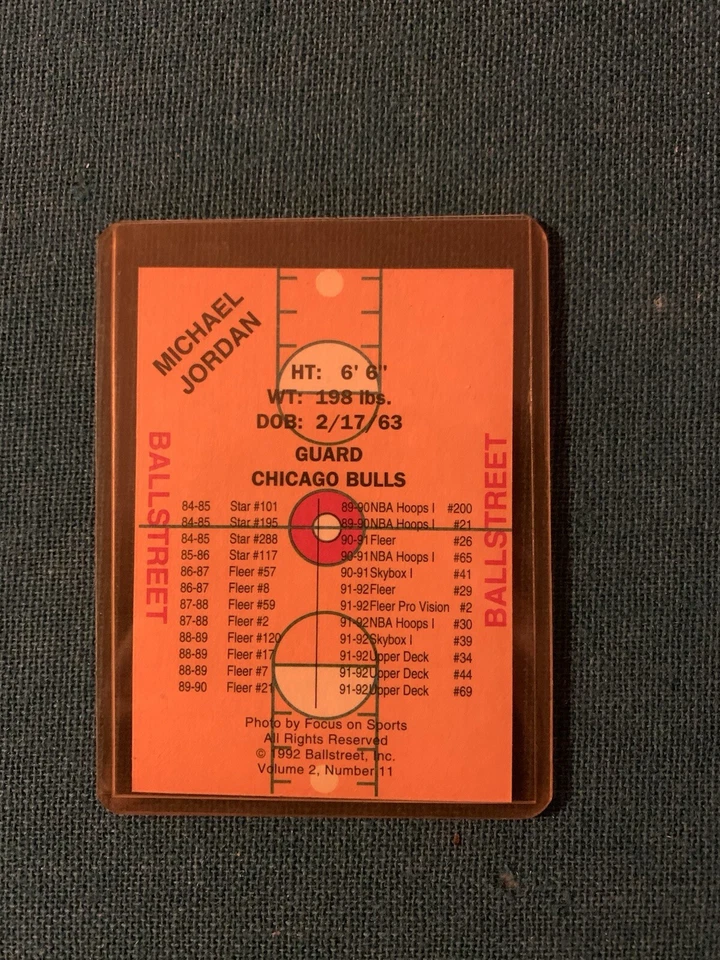 MICHAEL
JORDAN
HT: 6' 6"
WT: 198 lbs.
DOB: 2/17/63
GUARD
CHICAGO BULLS
BALLSTREET
BALLSTREET
84-85 Star #101 89-90 NBA Hoops I #200
84-85 Star #195 89-90 NBA Hoops I #21
84-85 Star #288 90-91 Fleer #26
85-86 Star #117 90-91 NBA Hoops I #65
86-87 Fleer #57 90-91 Skybox I #41
86-87 Fleer #8 91-92 Fleer #29
87-88 Fleer #59 91-92 Fleer Pro Vision #2
87-88 Fleer #2 91-92 NBA Hoops I #30
88-89 Fleer #120 91-92 Skybox I #39
88-89 Fleer #17 91-92 Upper Deck #34
88-89 Fleer #7 91-92 Upper Deck #44
89-90 Fleer #21 91-92 Upper Deck #69
Photo by Focus on Sports
All Rights Reserved
© 1992 Ballstreet, Inc.
Volume 2, Number 11